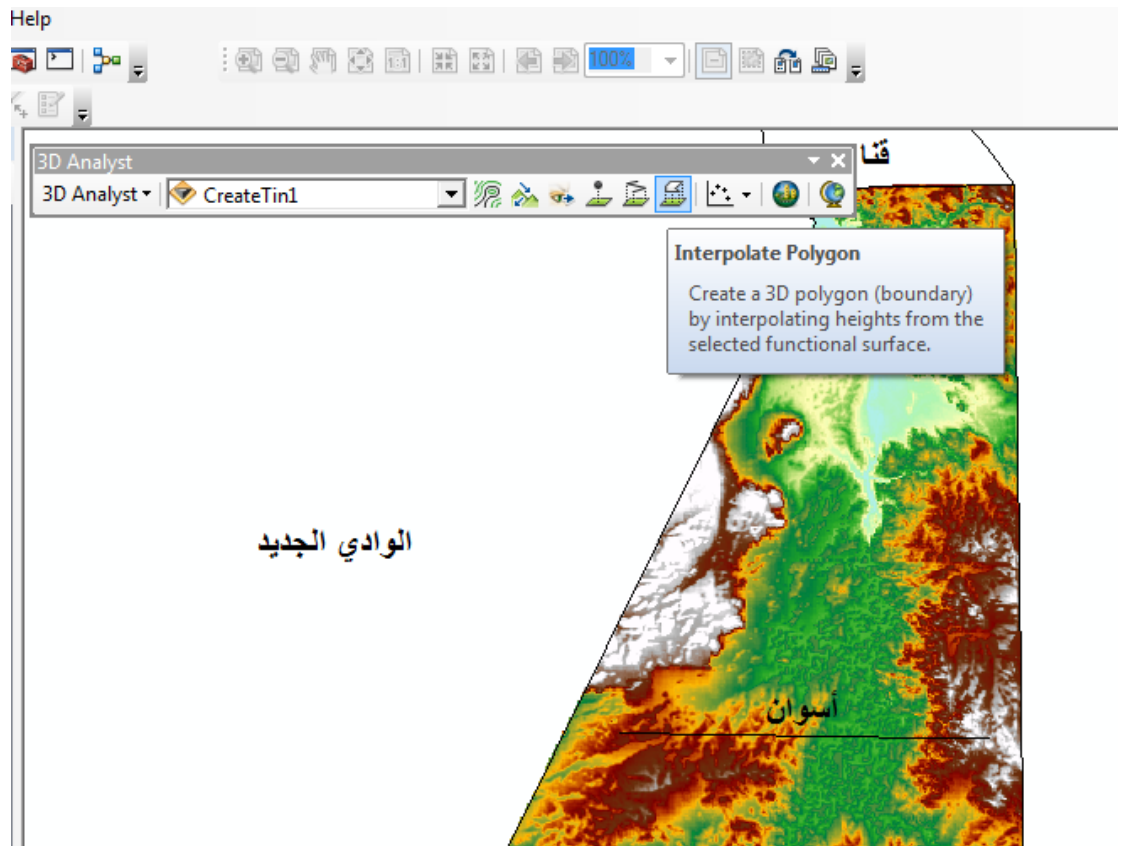 Help
100%
3D Analyst
قنا
3D Analyst
CreateTin1
Interpolate Polygon
Create a 3D polygon (boundary)
by interpolating heights from the
selected functional surface.
الوادي الجديد
أسوان